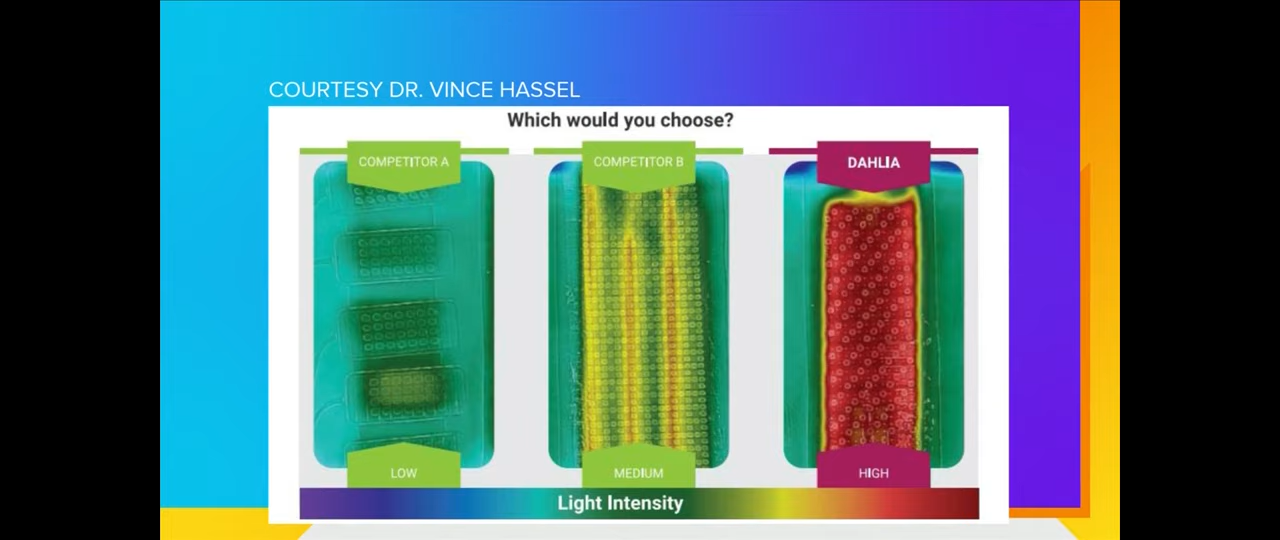 COURTESY DR. VINCE HASSEL
Which would you choose?
COMPETITOR A
COMPETITOR B
DAHLIA
LOW
MEDIUM
HIGH
Light Intensity